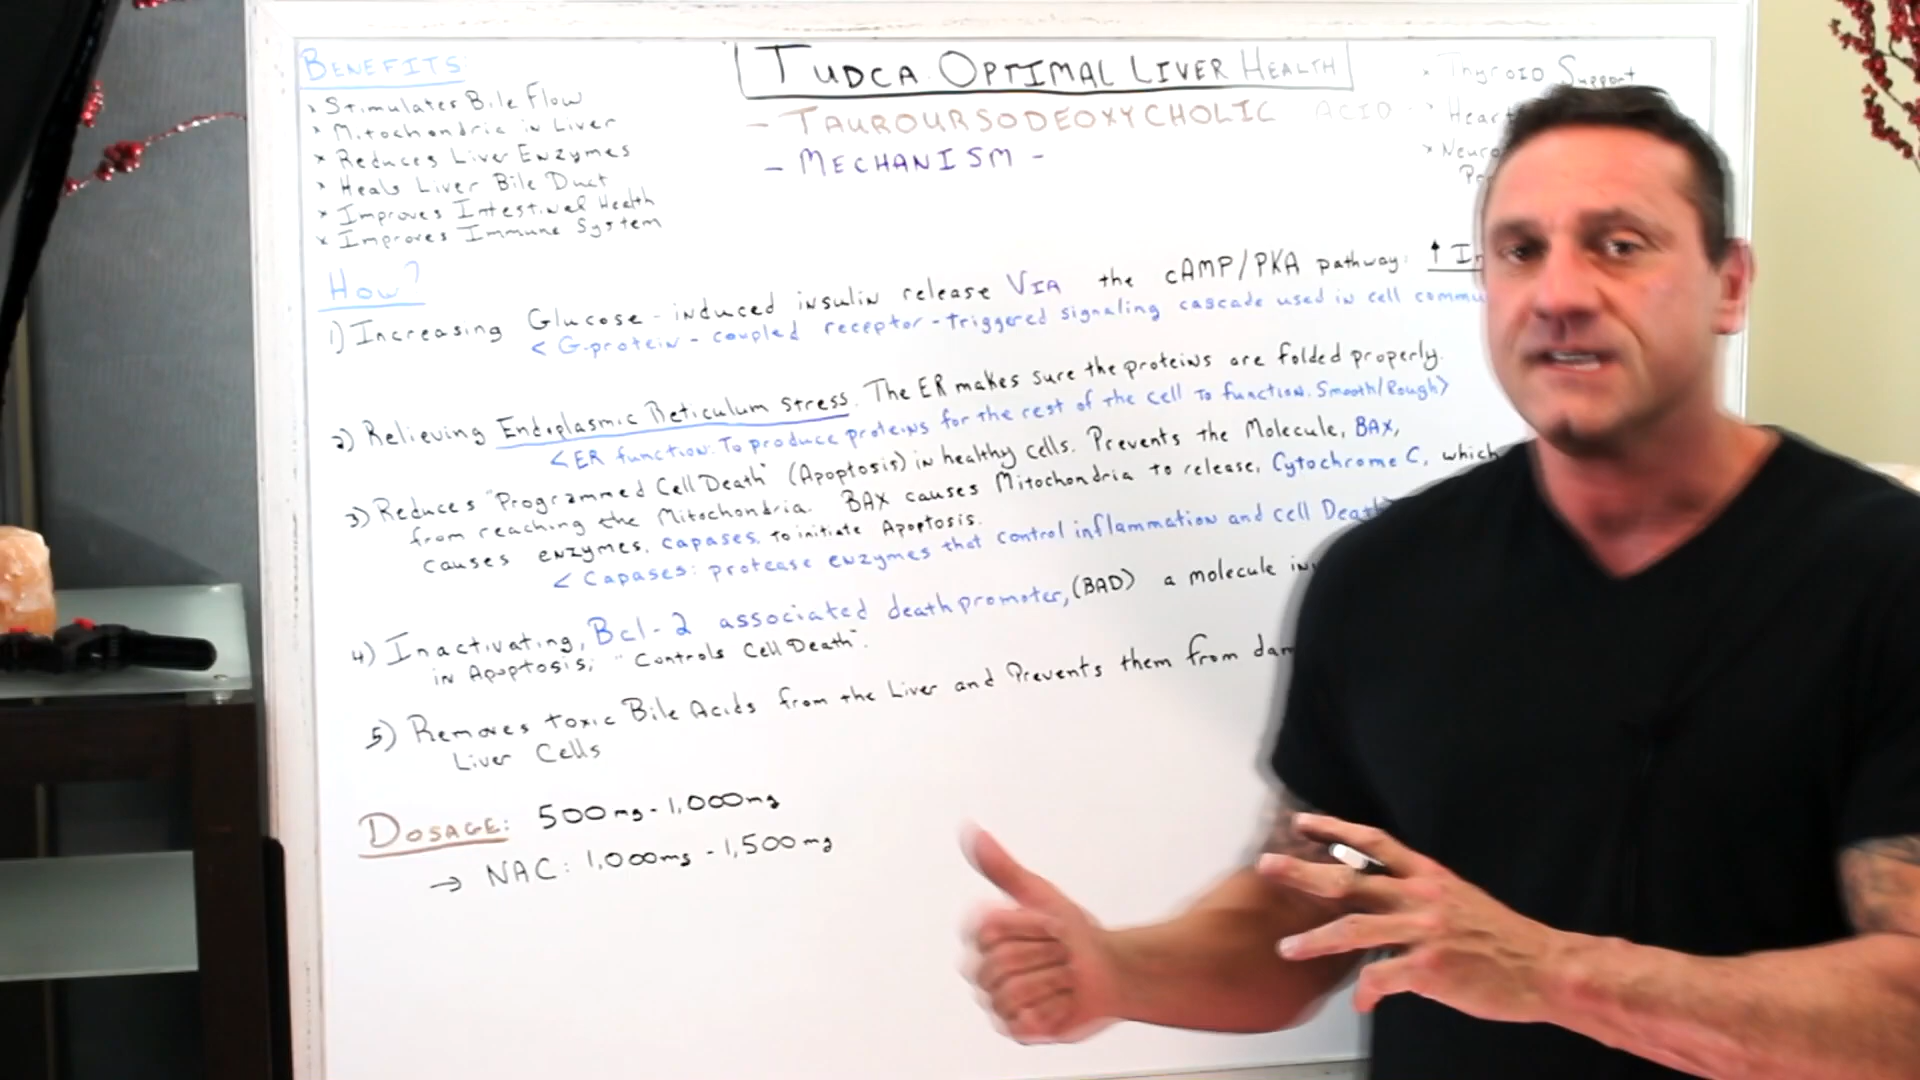 TUDCA. OPTIMAL LIVER HEALTH
- TAUROURSODEOXYCHOLIC ACID -
- MECHANISM -
BENEFITS:
> Stimulates Bile Flow
* Mitochondria in Liver
* Reduces Liver Enzymes
> Heals Liver Bile Duct
* Improves Intestinal Health
* Improves Immune System
* Thyroid Support
> Heart
* Neuro
How?
1) Increasing Glucose-induced insulin release VIA the cAMP/PKA pathway: ↑ In
< G-protein-coupled receptor-triggered signaling cascade used in cell commu
2) Relieving Endoplasmic Reticulum stress. The ER makes sure the proteins are folded properly.
< ER function: To produce proteins for the rest of the cell to function. Smooth/Rough>
3) Reduces "Programmed Cell Death" (Apoptosis) in healthy cells. Prevents the Molecule, BAX,
from reaching the Mitochondria. BAX causes Mitochondria to release, Cytochrome C, which
causes enzymes, capases, to initiate Apoptosis.
< Capases: protease enzymes that control inflammation and cell Death>
4) Inactivating, Bcl-2 associated death promoter, (BAD) a molecule in
in Apoptosis; "Controls Cell Death".
5) Removes toxic Bile Acids from the Liver and Prevents them from dam
Liver Cells
DOSAGE: 500mg - 1,000mg
→ NAC: 1,000mg - 1,500mg